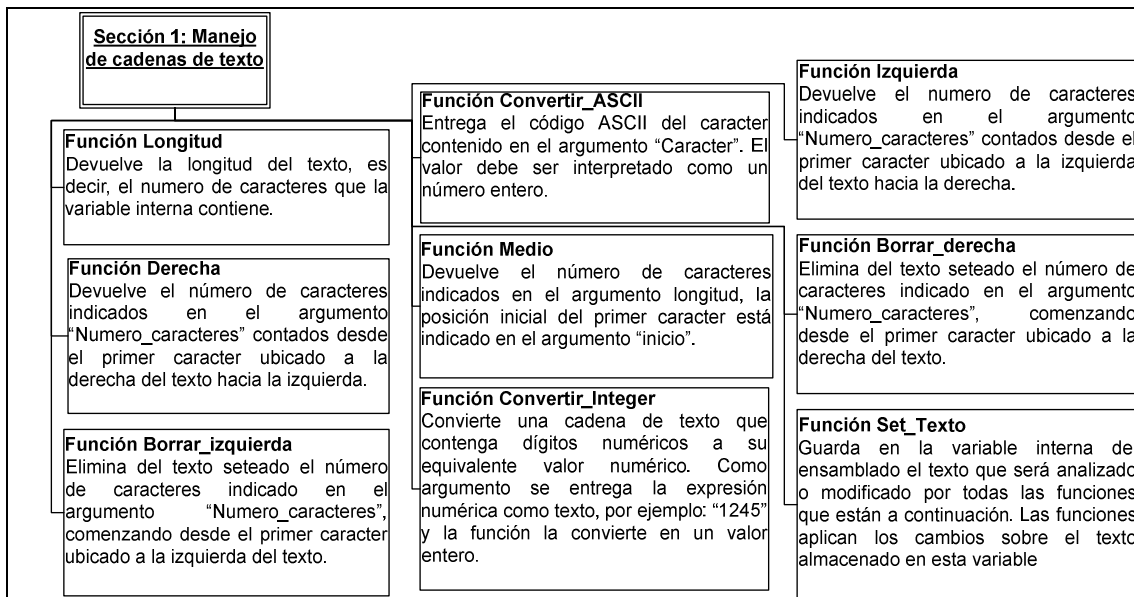 Sección 1: Manejo
de cadenas de texto
Función Longitud
Devuelve la longitud del texto, es
decir, el numero de caracteres que la
variable interna contiene.
Función Derecha
Devuelve el número de caracteres
indicados en el argumento
“Numero_caracteres” contados desde
el primer caracter ubicado a la
derecha del texto hacia la izquierda.
Función Borrar_izquierda
Elimina del texto seteado el número
de caracteres indicado en el
argumento “Numero_caracteres”,
comenzando desde el primer caracter
ubicado a la izquierda del texto.
Función Convertir_ASCII
Entrega el código ASCII del caracter
contenido en el argumento “Caracter”. El
valor debe ser interpretado como un
número entero.
Función Medio
Devuelve el número de caracteres
indicados en el argumento longitud, la
posición inicial del primer caracter está
indicado en el argumento “inicio”.
Función Convertir_Integer
Convierte una cadena de texto que
contenga dígitos numéricos a su
equivalente valor numérico. Como
argumento se entrega la expresión
numérica como texto, por ejemplo: “1245”
y la función la convierte en un valor
entero.
Función Izquierda
Devuelve el numero de caracteres
indicados en el argumento
“Numero_caracteres” contados desde el
primer caracter ubicado a la izquierda
del texto hacia la derecha.
Función Borrar_derecha
Elimina del texto seteado el número de
caracteres indicado en el argumento
“Numero_caracteres”, comenzando
desde el primer caracter ubicado a la
derecha del texto.
Función Set_Texto
Guarda en la variable interna de
ensamblado el texto que será analizado
o modificado por todas las funciones
que están a continuación. Las funciones
aplican los cambios sobre el texto
almacenado en esta variable